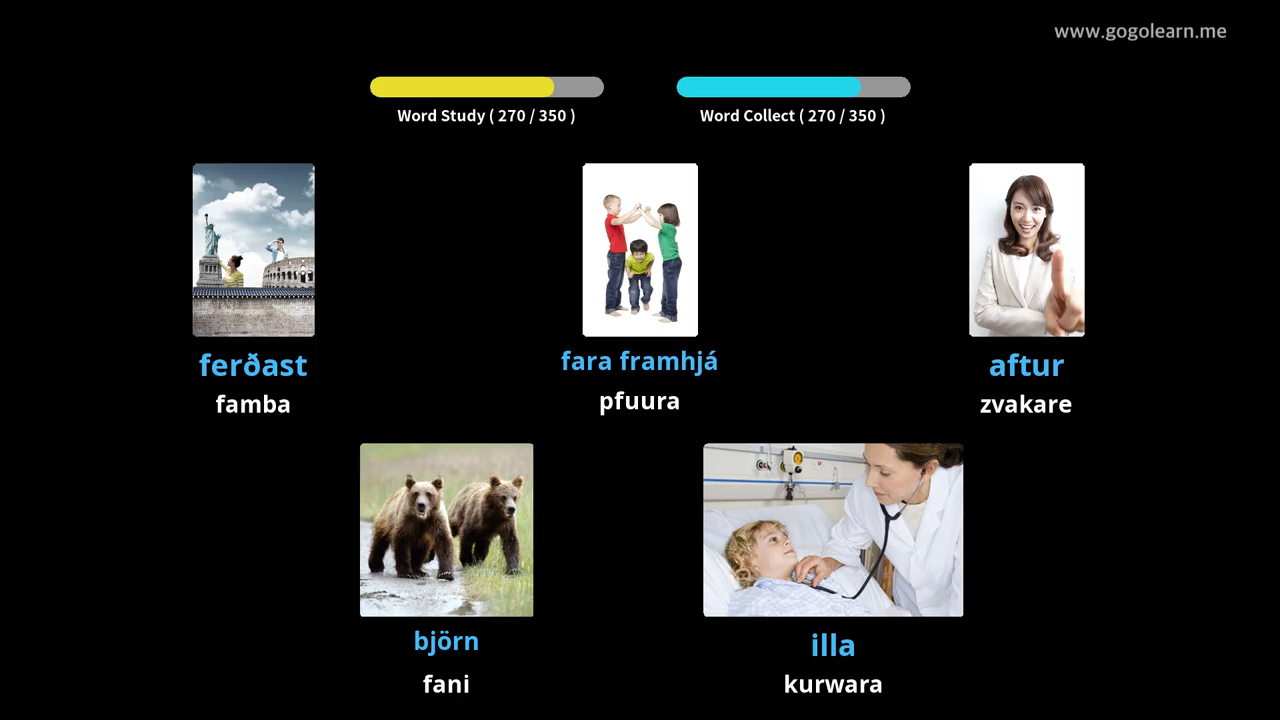 www.gogolearn.me
Word Study ( 270 / 350 )
Word Collect ( 270 / 350 )
ferðast
famba
fara framhjá
pfuura
aftur
zvakare
björn
fani
illa
kurwara